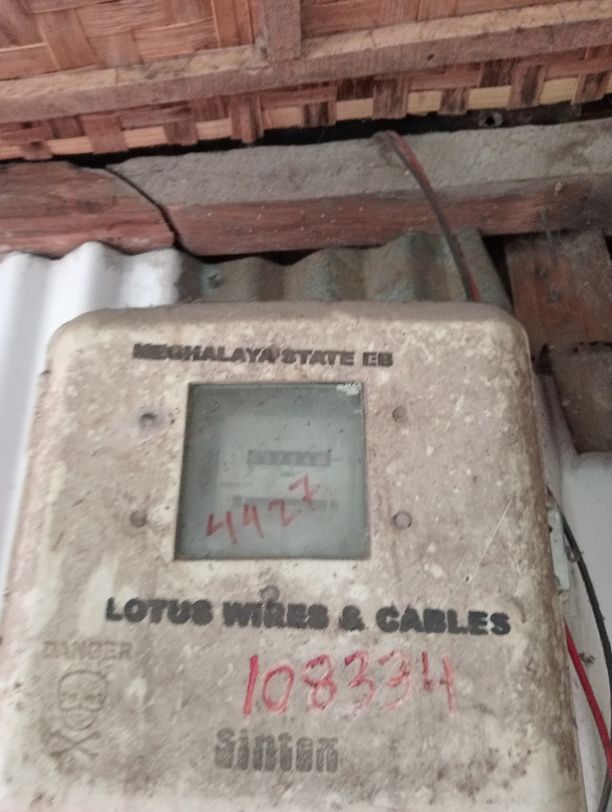 MEGHALAYA STATE EB
4427
LOTUS WIRES & CABLES
DANGER
108334
Sintex